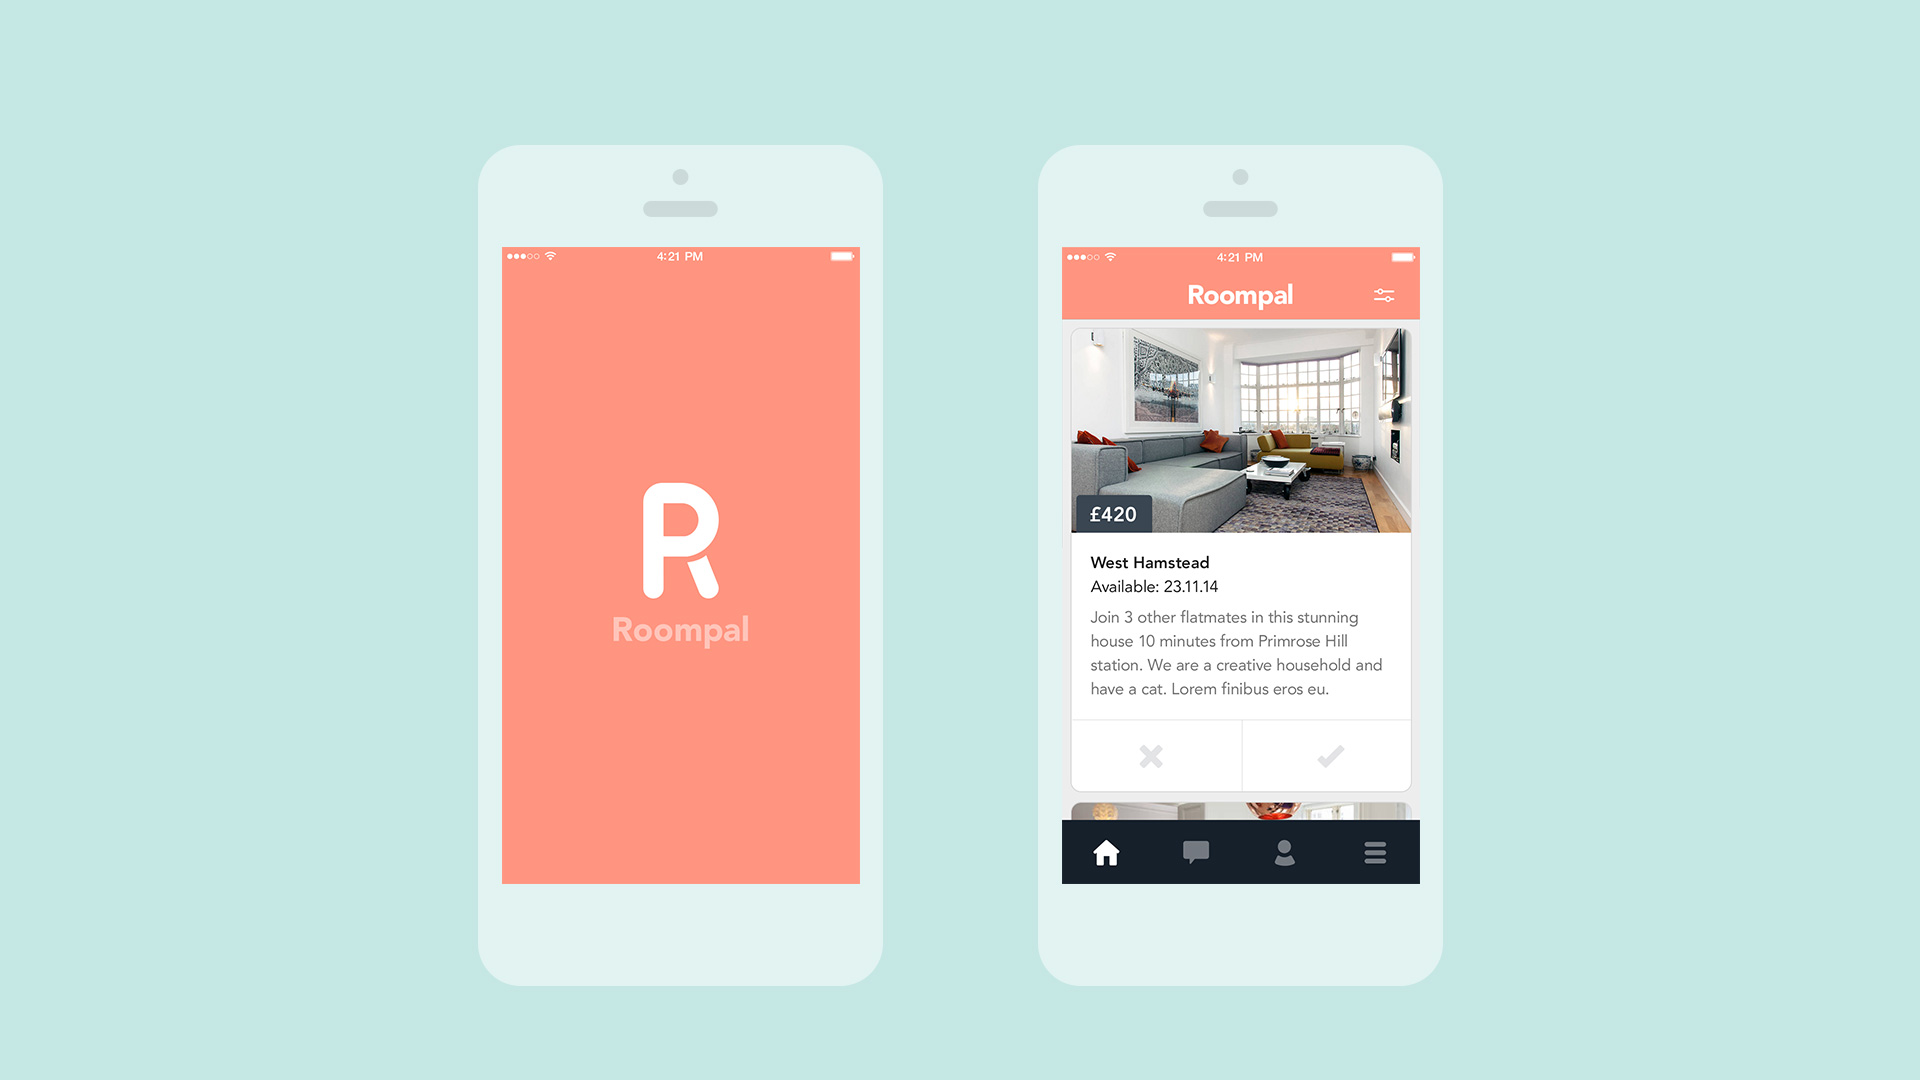 4:21 PM
R
Roompal
4:21 PM
Roompal
£420
West Hamstead
Available: 23.11.14
Join 3 other flatmates in this stunning
house 10 minutes from Primrose Hill
station. We are a creative household and
have a cat. Lorem finibus eros eu.